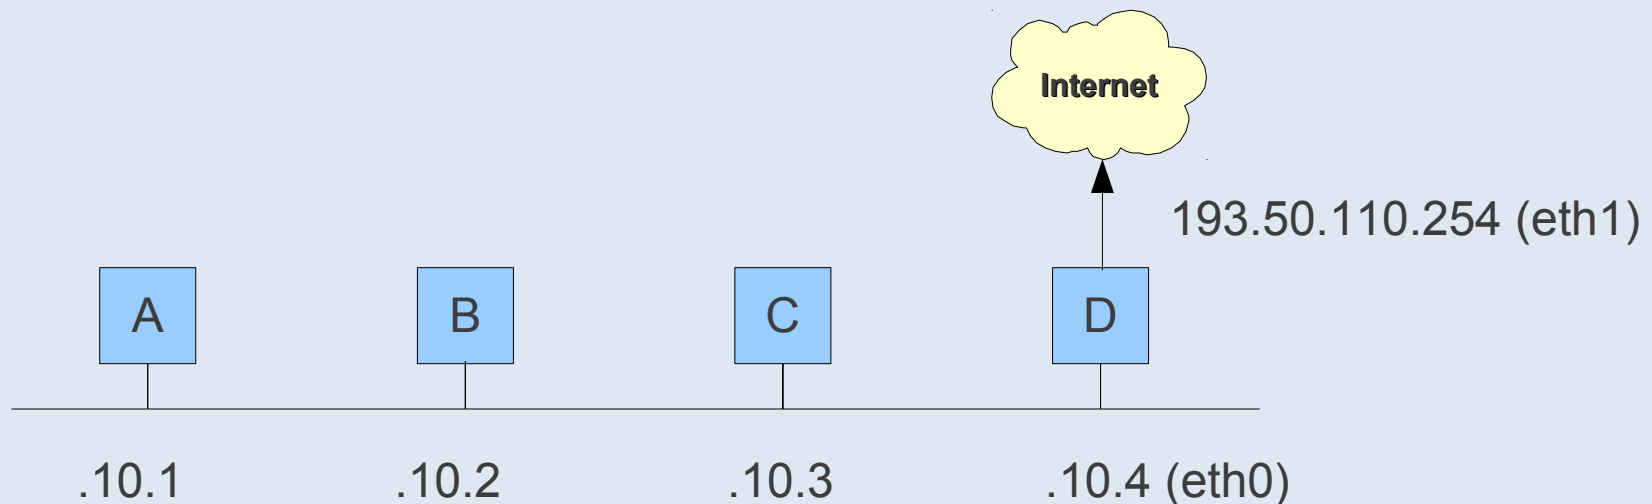 Internet
193.50.110.254 (eth1)
A
B
C
D
.10.1
.10.2
.10.3
.10.4 (eth0)